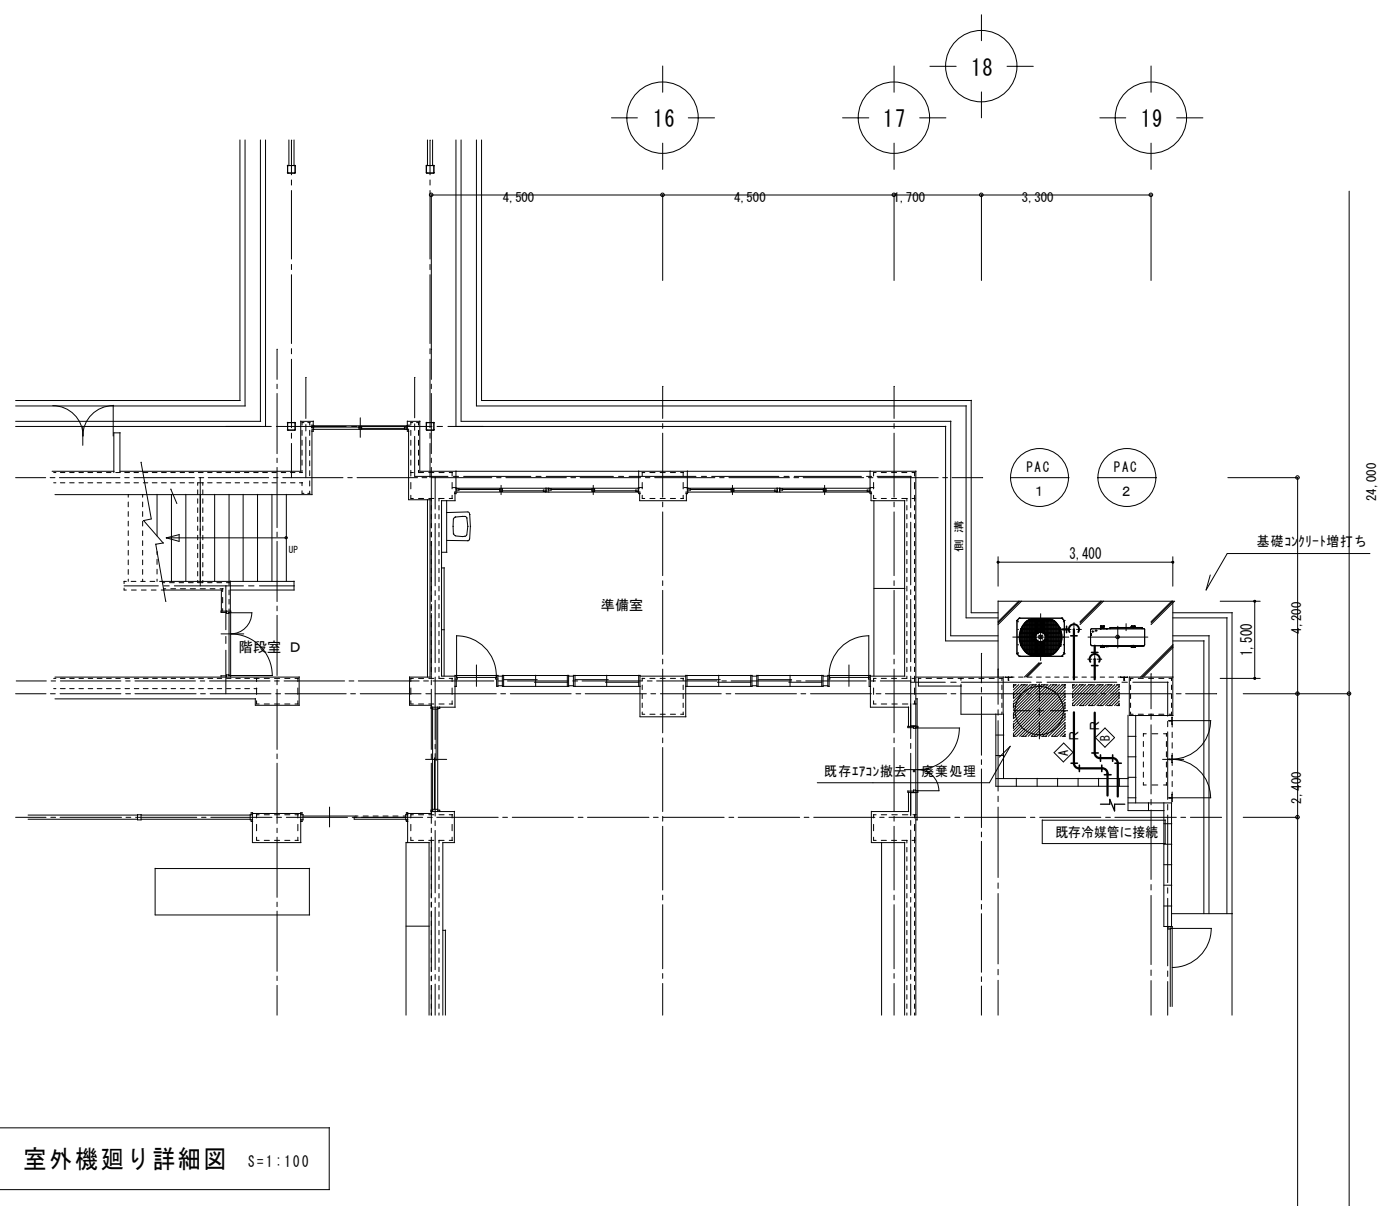 18
16
17
19
4,500
4,500
1,700
3,300
24,000
PAC
1
PAC
2
側溝
基礎コンクリート増打ち
3,400
UP
準備室
4,200
1,500
階段室 D
R
R
A
B
既存エアコン撤去・廃棄処理
2,400
既存冷媒管に接続
室外機廻り詳細図 S=1:100